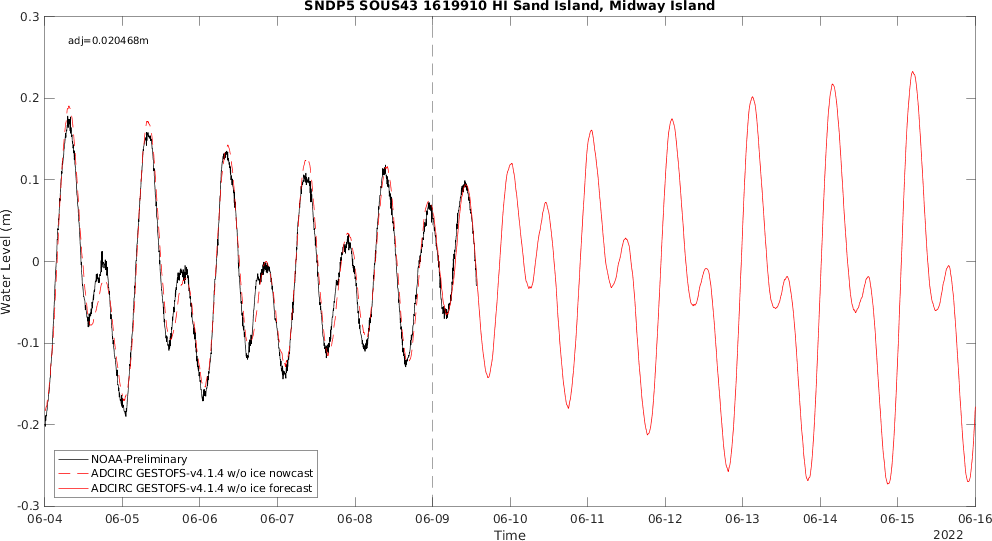 SNDP5 SOUS43 1619910 HI Sand Island, Midway Island
adj=0.020468m
0.3
0.2
0.1
0
-0.1
-0.2
-0.3
Water Level (m)
NOAA-Preliminary
ADCIRC GESTOFS-v4.1.4 w/o ice nowcast
ADCIRC GESTOFS-v4.1.4 w/o ice forecast
06-04 06-05 06-06 06-07 06-08 06-09 06-10 06-11 06-12 06-13 06-14 06-15 06-16
Time
2022